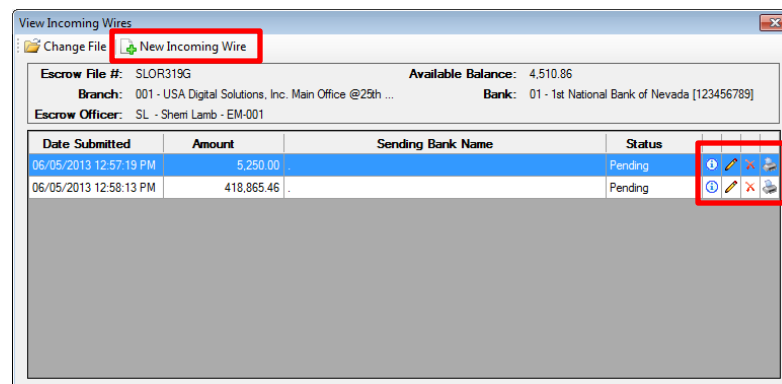 View Incoming Wires
Change File New Incoming Wire
Escrow File #: SLOR319G Available Balance: 4,510.86
Branch: 001 - USA Digital Solutions, Inc. Main Office @25th ... Bank: 01 - 1st National Bank of Nevada [123456789]
Escrow Officer: SL - Sherri Lamb - EM-001
Date Submitted Amount Sending Bank Name Status
06/05/2013 12:57:19 PM 5,250.00 . Pending
06/05/2013 12:58:13 PM 418,865.46 . Pending